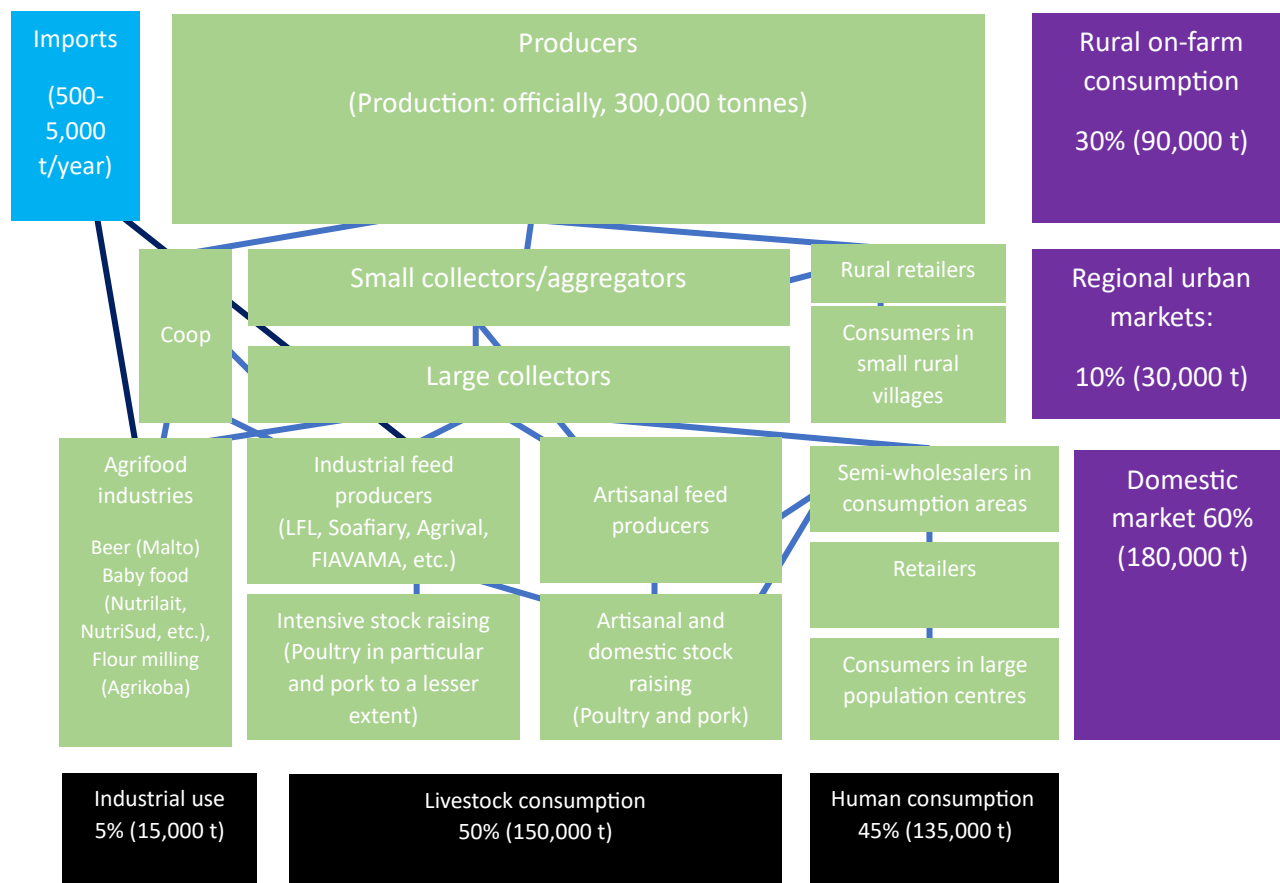 Imports
(500-
5,000
t/year)
Producers
(Production: officially, 300,000 tonnes)
Rural on-farm
consumption
30% (90,000 t)
Coop
Small collectors/aggregators
Large collectors
Rural retailers
Consumers in
small rural
villages
Regional urban
markets:
10% (30,000 t)
Agrifood
industries
Beer (Malto)
Baby food
(Nutrilait,
NutriSud, etc.),
Flour milling
(Agrikoba)
Industrial feed
producers
(LFL, Soafiary, Agrival,
FIAVAMA, etc.)
Intensive stock raising
(Poultry in particular
and pork to a lesser
extent)
Artisanal feed
producers
Artisanal and
domestic stock
raising
(Poultry and pork)
Semi-wholesalers in
consumption areas
Retailers
Consumers in large
population centres
Domestic
market 60%
(180,000 t)
Industrial use
5% (15,000 t)
Livestock consumption
50% (150,000 t)
Human consumption
45% (135,000 t)